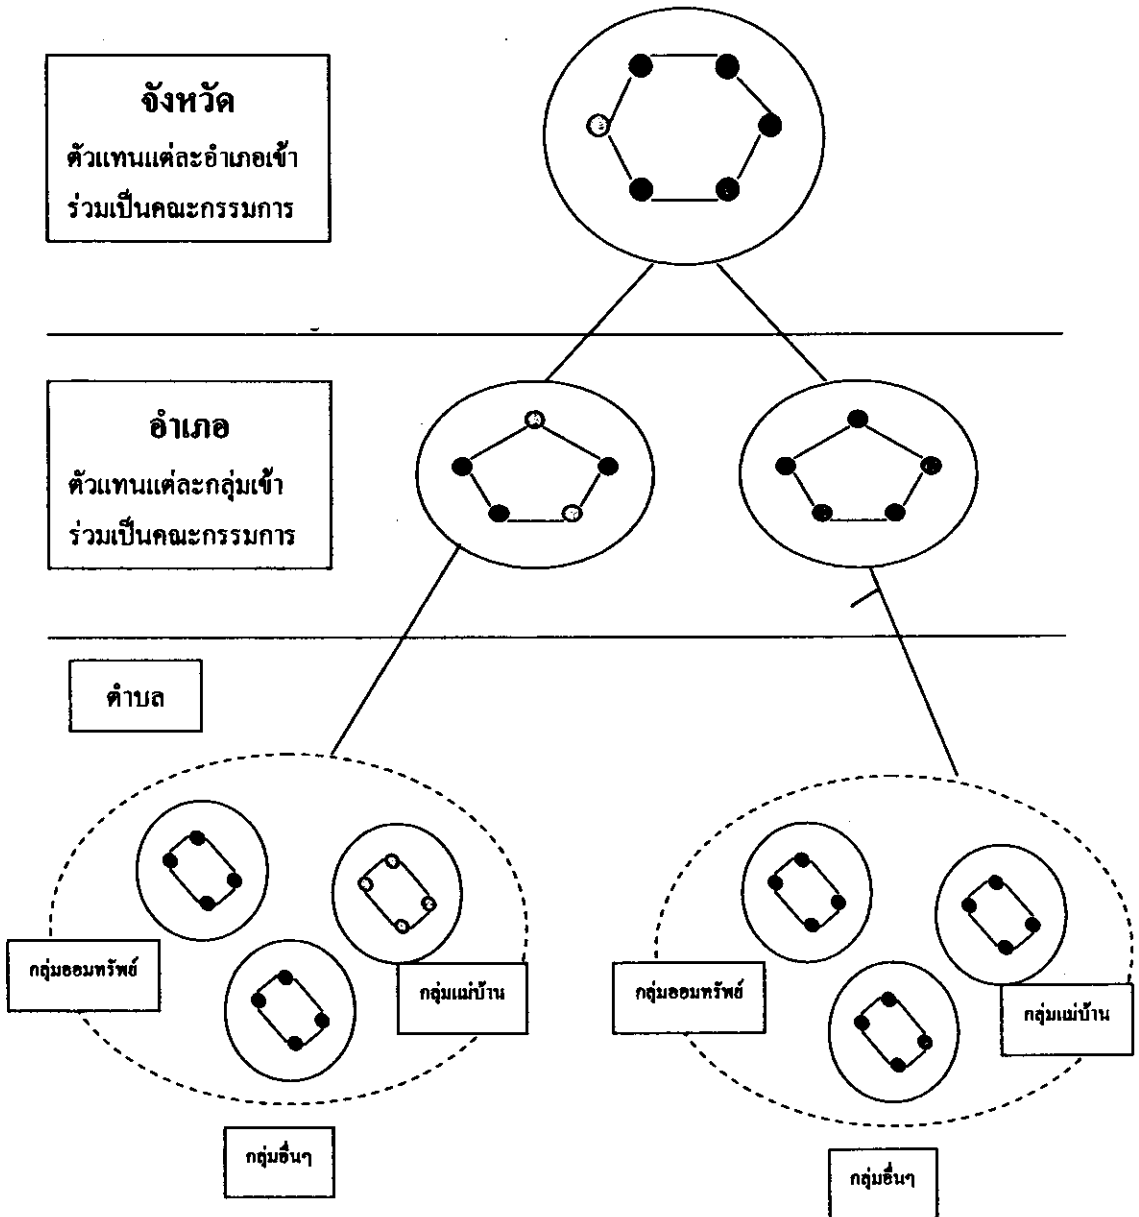 จังหวัด
ตัวแทนแต่ละอำเภอเข้า
ร่วมเป็นคณะกรรมการ
อำเภอ
ตัวแทนแต่ละกลุ่มเข้า
ร่วมเป็นคณะกรรมการ
ตำบล
กลุ่มออมทรัพย์
กลุ่มแม่บ้าน
กลุ่มอื่นๆ
กลุ่มออมทรัพย์
กลุ่มแม่บ้าน
กลุ่มอื่นๆ